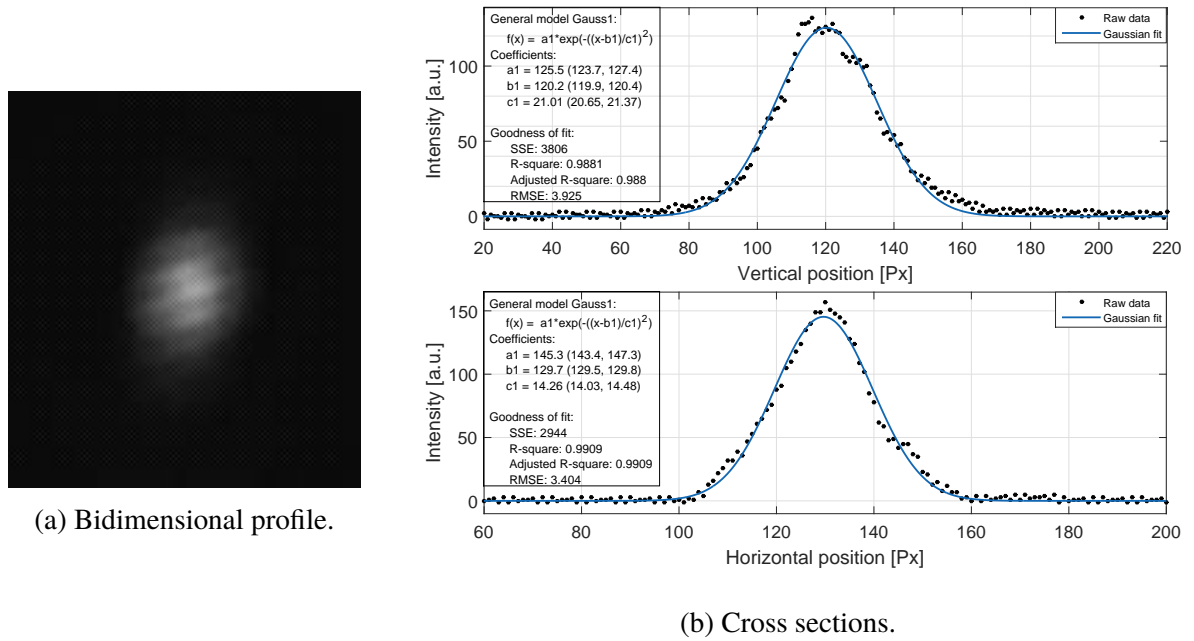 General model Gauss1:
f(x) = a1*exp(-((x-b1)/c1)^2)
Coefficients:
a1 = 125.5 (123.7, 127.4)
b1 = 120.2 (119.9, 120.4)
c1 = 21.01 (20.65, 21.37)
Goodness of fit:
SSE: 3806
R-square: 0.9881
Adjusted R-square: 0.988
RMSE: 3.925
Raw data
Gaussian fit
Intensity [a.u.]
100
50
0
20 40 60 80 100 120 140 160 180 200 220
Vertical position [Px]
General model Gauss1:
f(x) = a1*exp(-((x-b1)/c1)^2)
Coefficients:
a1 = 145.3 (143.4, 147.3)
b1 = 129.7 (129.5, 129.8)
c1 = 14.26 (14.03, 14.48)
Goodness of fit:
SSE: 2944
R-square: 0.9909
Adjusted R-square: 0.9909
RMSE: 3.404
Raw data
Gaussian fit
Intensity [a.u.]
150
100
50
0
60 80 100 120 140 160 180 200
Horizontal position [Px]
(a) Bidimensional profile.
(b) Cross sections.